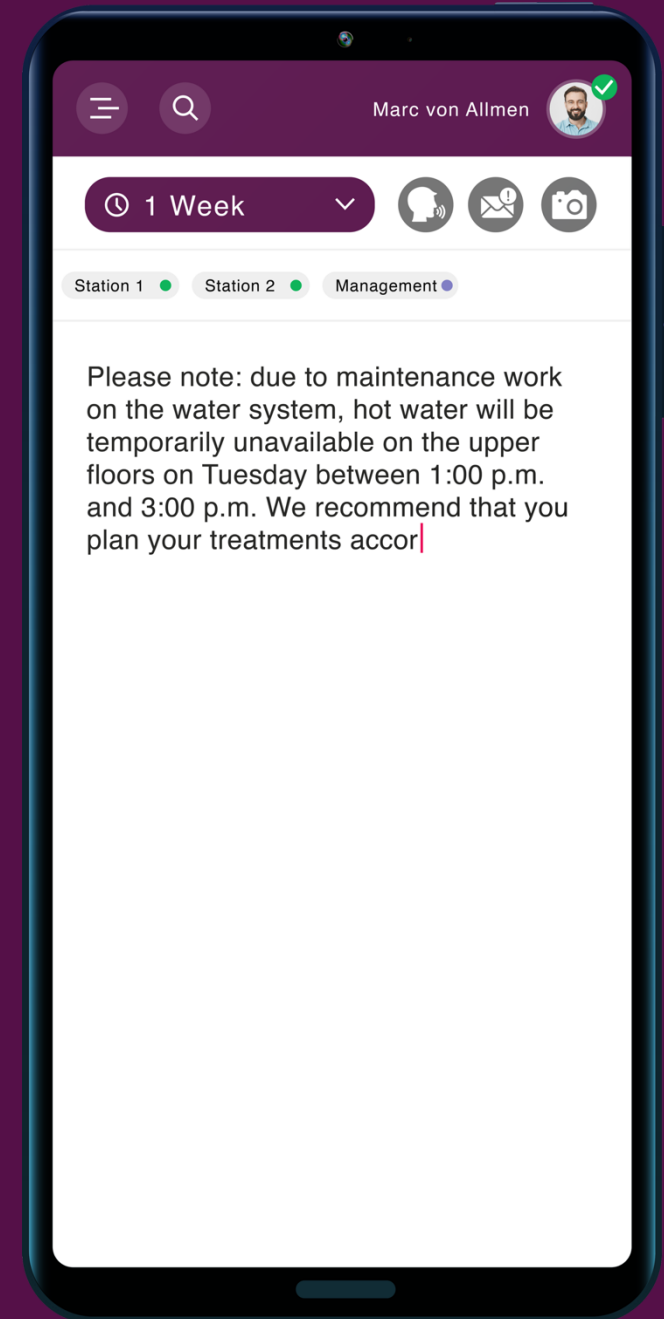 Marc von Allmen
1 Week
Station 1
Station 2
Management
Please note: due to maintenance work
on the water system, hot water will be
temporarily unavailable on the upper
floors on Tuesday between 1:00 p.m.
and 3:00 p.m. We recommend that you
plan your treatments accor